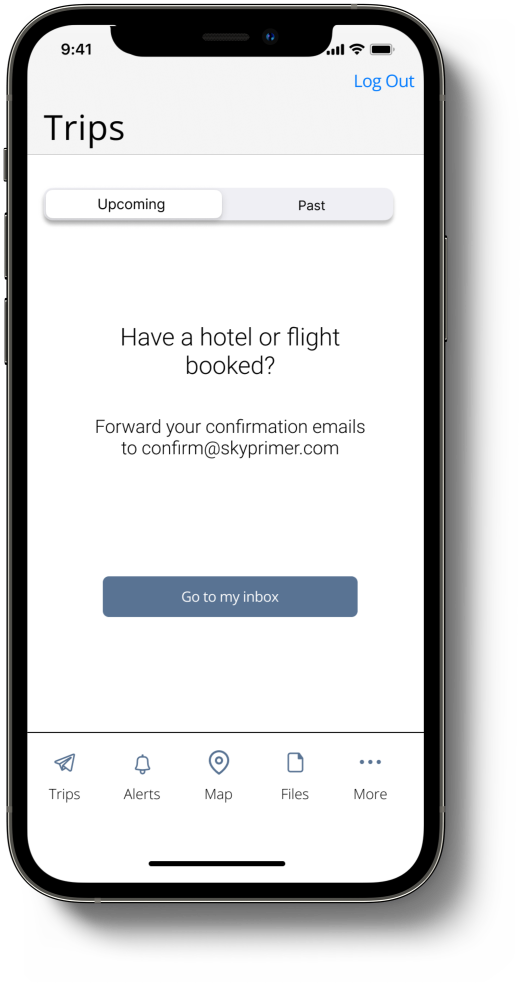 9:41
Log Out
Trips
Upcoming Past
Have a hotel or flight
booked?
Forward your confirmation emails
to confirm@skyprimer.com
Go to my inbox
Trips Alerts Map Files More